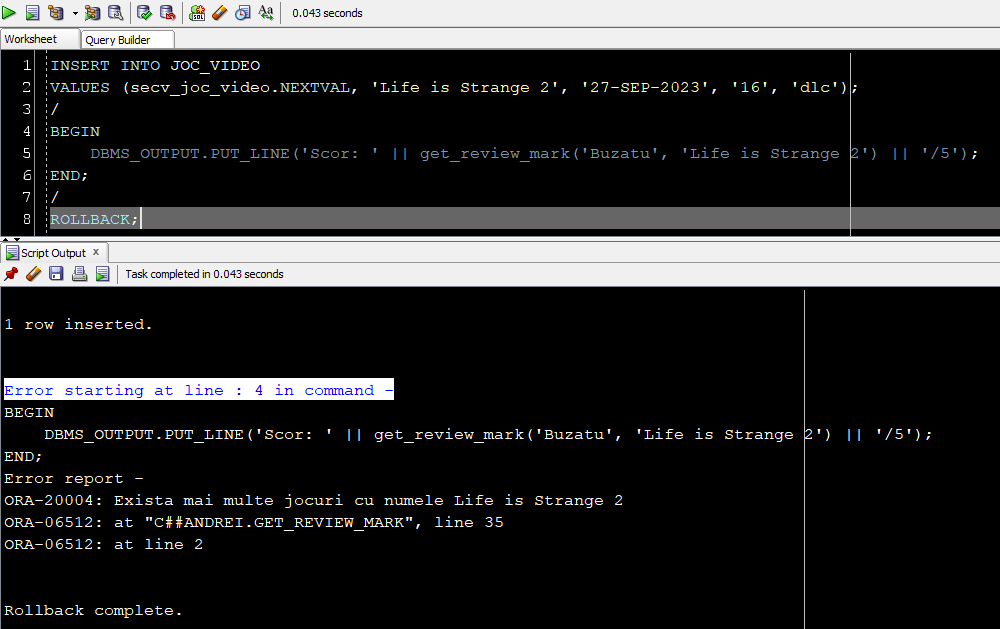 0.043 seconds
Worksheet Query Builder
1 INSERT INTO JOC_VIDEO
2 VALUES (secv_joc_video.NEXTVAL, 'Life is Strange 2', '27-SEP-2023', '16', 'dlc');
3 /
4 BEGIN
5 DBMS_OUTPUT.PUT_LINE('Scor: ' || get_review_mark('Buzatu', 'Life is Strange 2') || '/5');
6 END;
7 /
8 ROLLBACK;
Script Output x
Task completed in 0.043 seconds
1 row inserted.
Error starting at line : 4 in command -
BEGIN
DBMS_OUTPUT.PUT_LINE('Scor: ' || get_review_mark('Buzatu', 'Life is Strange 2') || '/5');
END;
Error report -
ORA-20004: Exista mai multe jocuri cu numele Life is Strange 2
ORA-06512: at "C##ANDREI.GET_REVIEW_MARK", line 35
ORA-06512: at line 2
Rollback complete.